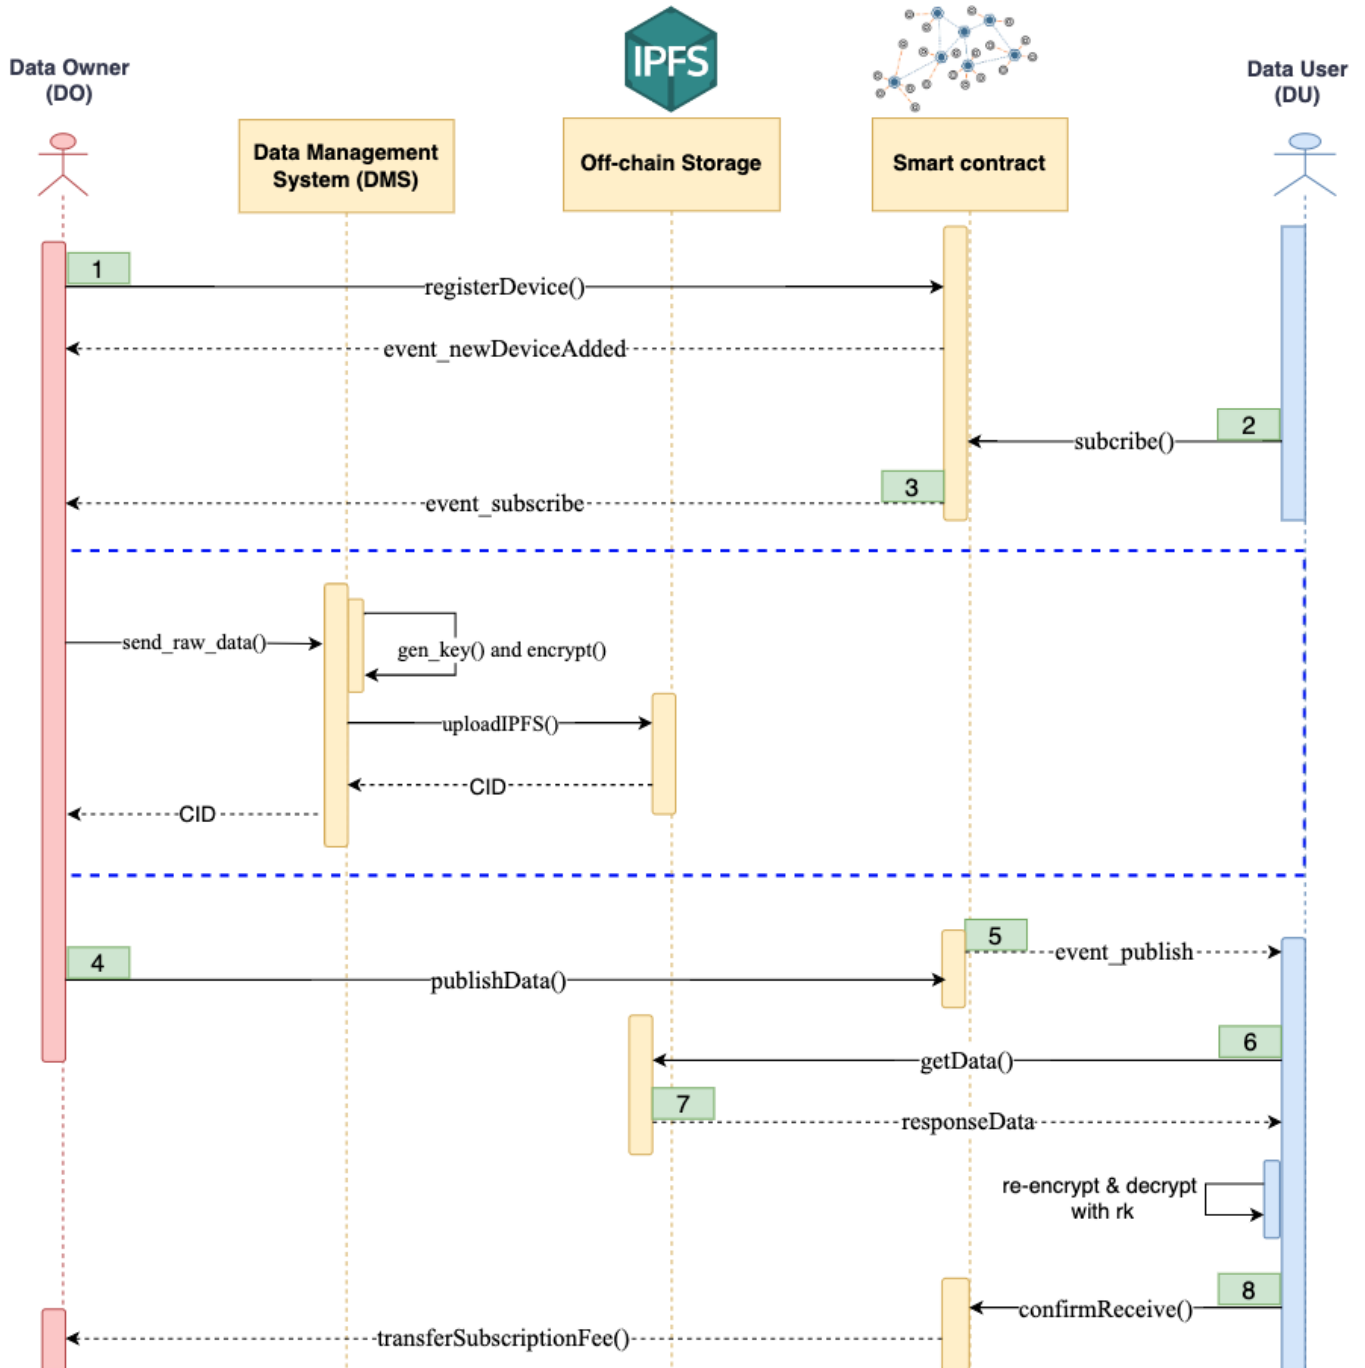 IPFS
Data Owner
(DO)
Data User
(DU)
Data Management
System (DMS)
Off-chain Storage
Smart contract
1
registerDevice()
event_newDeviceAdded
2
subcribe()
3
event_subscribe
send_raw_data()
gen_key() and encrypt()
uploadIPFS()
CID
CID
5
event_publish
4
publishData()
6
getData()
7
responseData
re-encrypt & decrypt
with rk
8
confirmReceive()
transferSubscriptionFee()